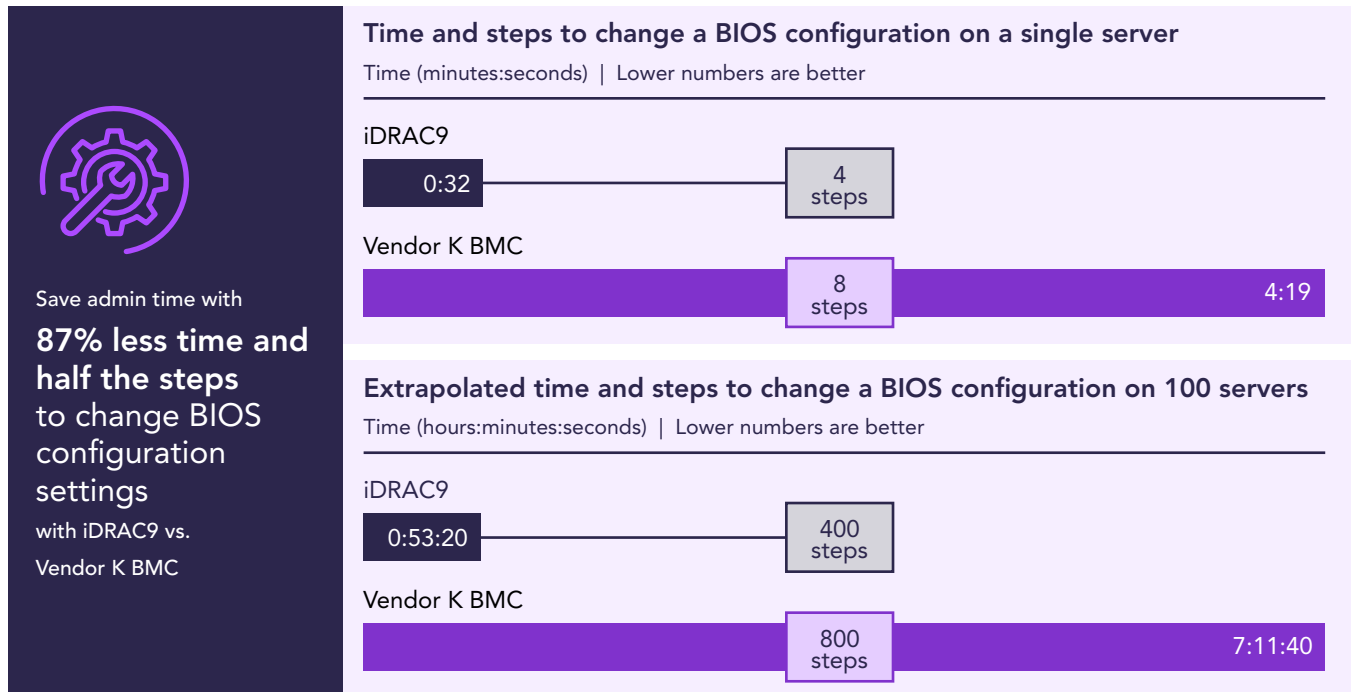 Save admin time with
87% less time and
half the steps
to change BIOS
configuration
settings
with iDRAC9 vs.
Vendor K BMC
Time and steps to change a BIOS configuration on a single server
Time (minutes:seconds) | Lower numbers are better
iDRAC9
0:32
4
steps
Vendor K BMC
8
steps
4:19
Extrapolated time and steps to change a BIOS configuration on 100 servers
Time (hours:minutes:seconds) | Lower numbers are better
iDRAC9
0:53:20
400
steps
Vendor K BMC
800
steps
7:11:40